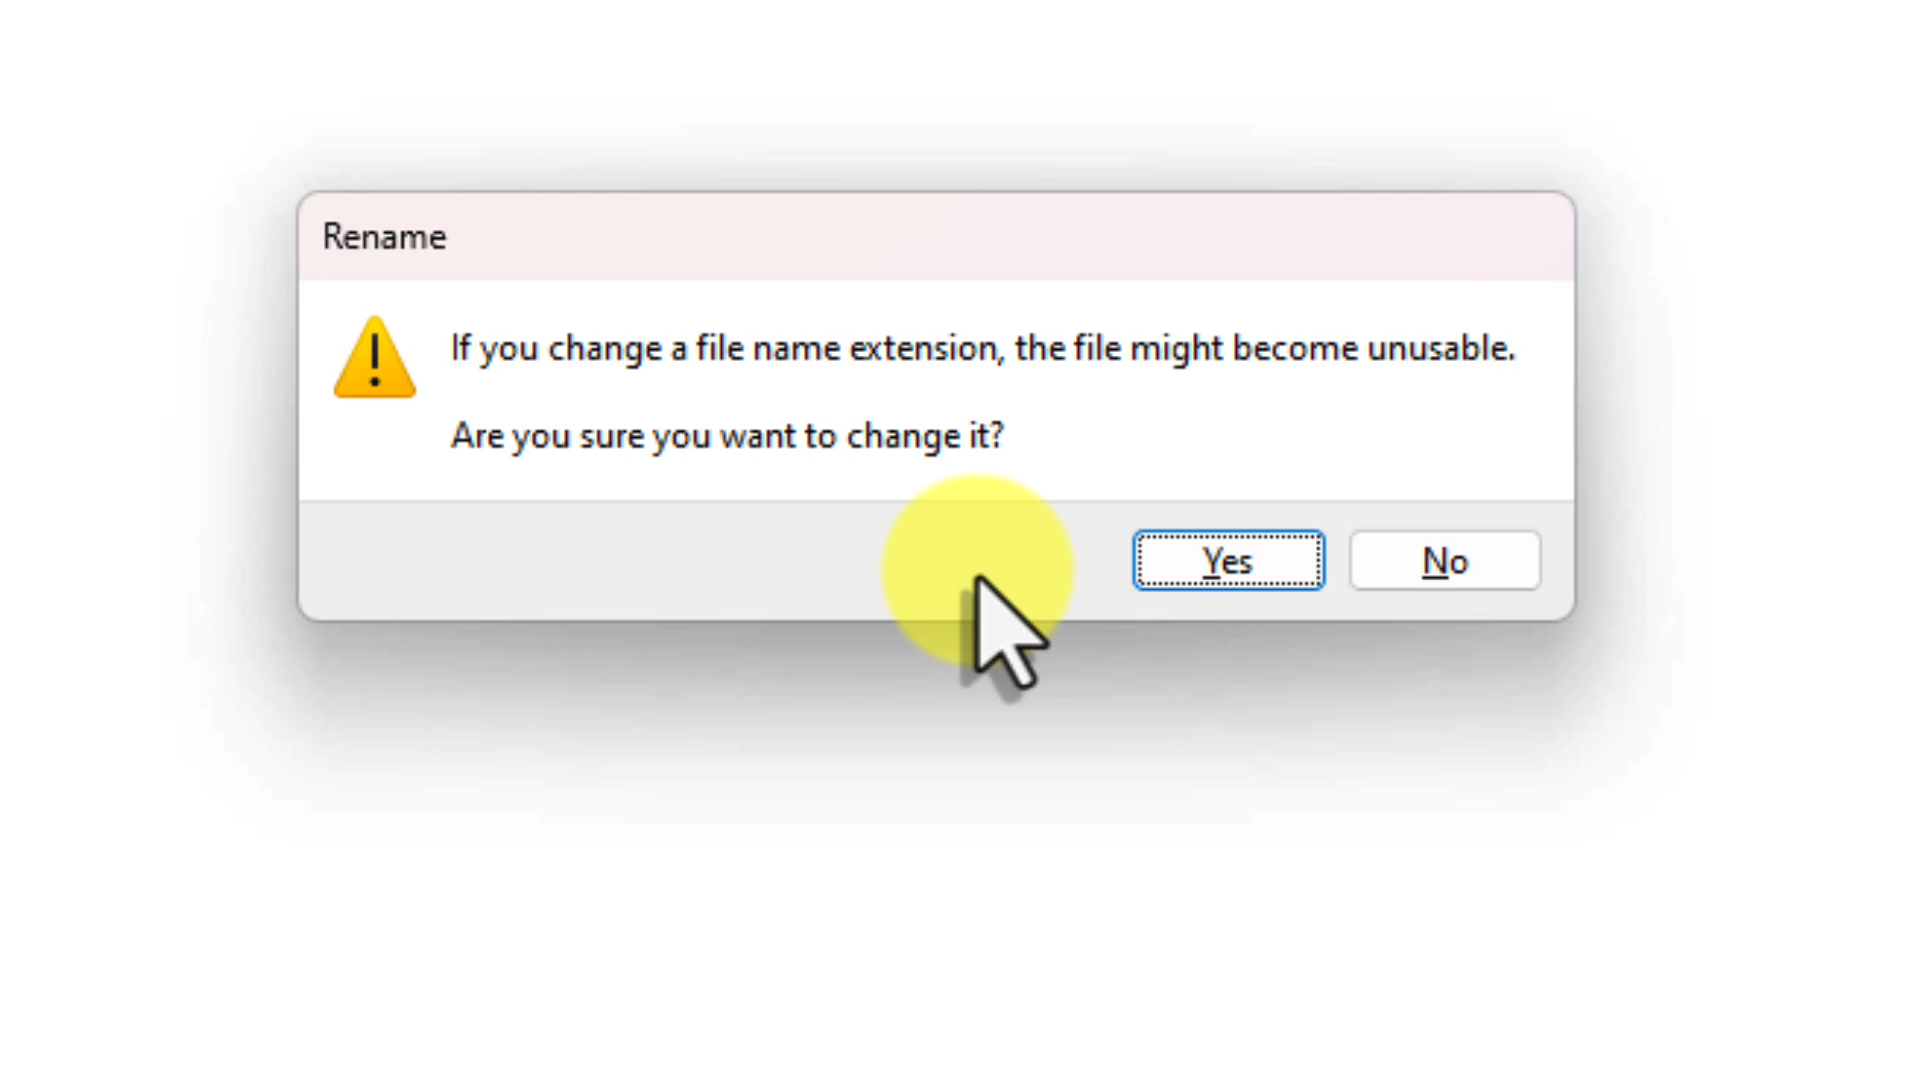 Rename
If you change a file name extension, the file might become unusable.
Are you sure you want to change it?
Yes
No